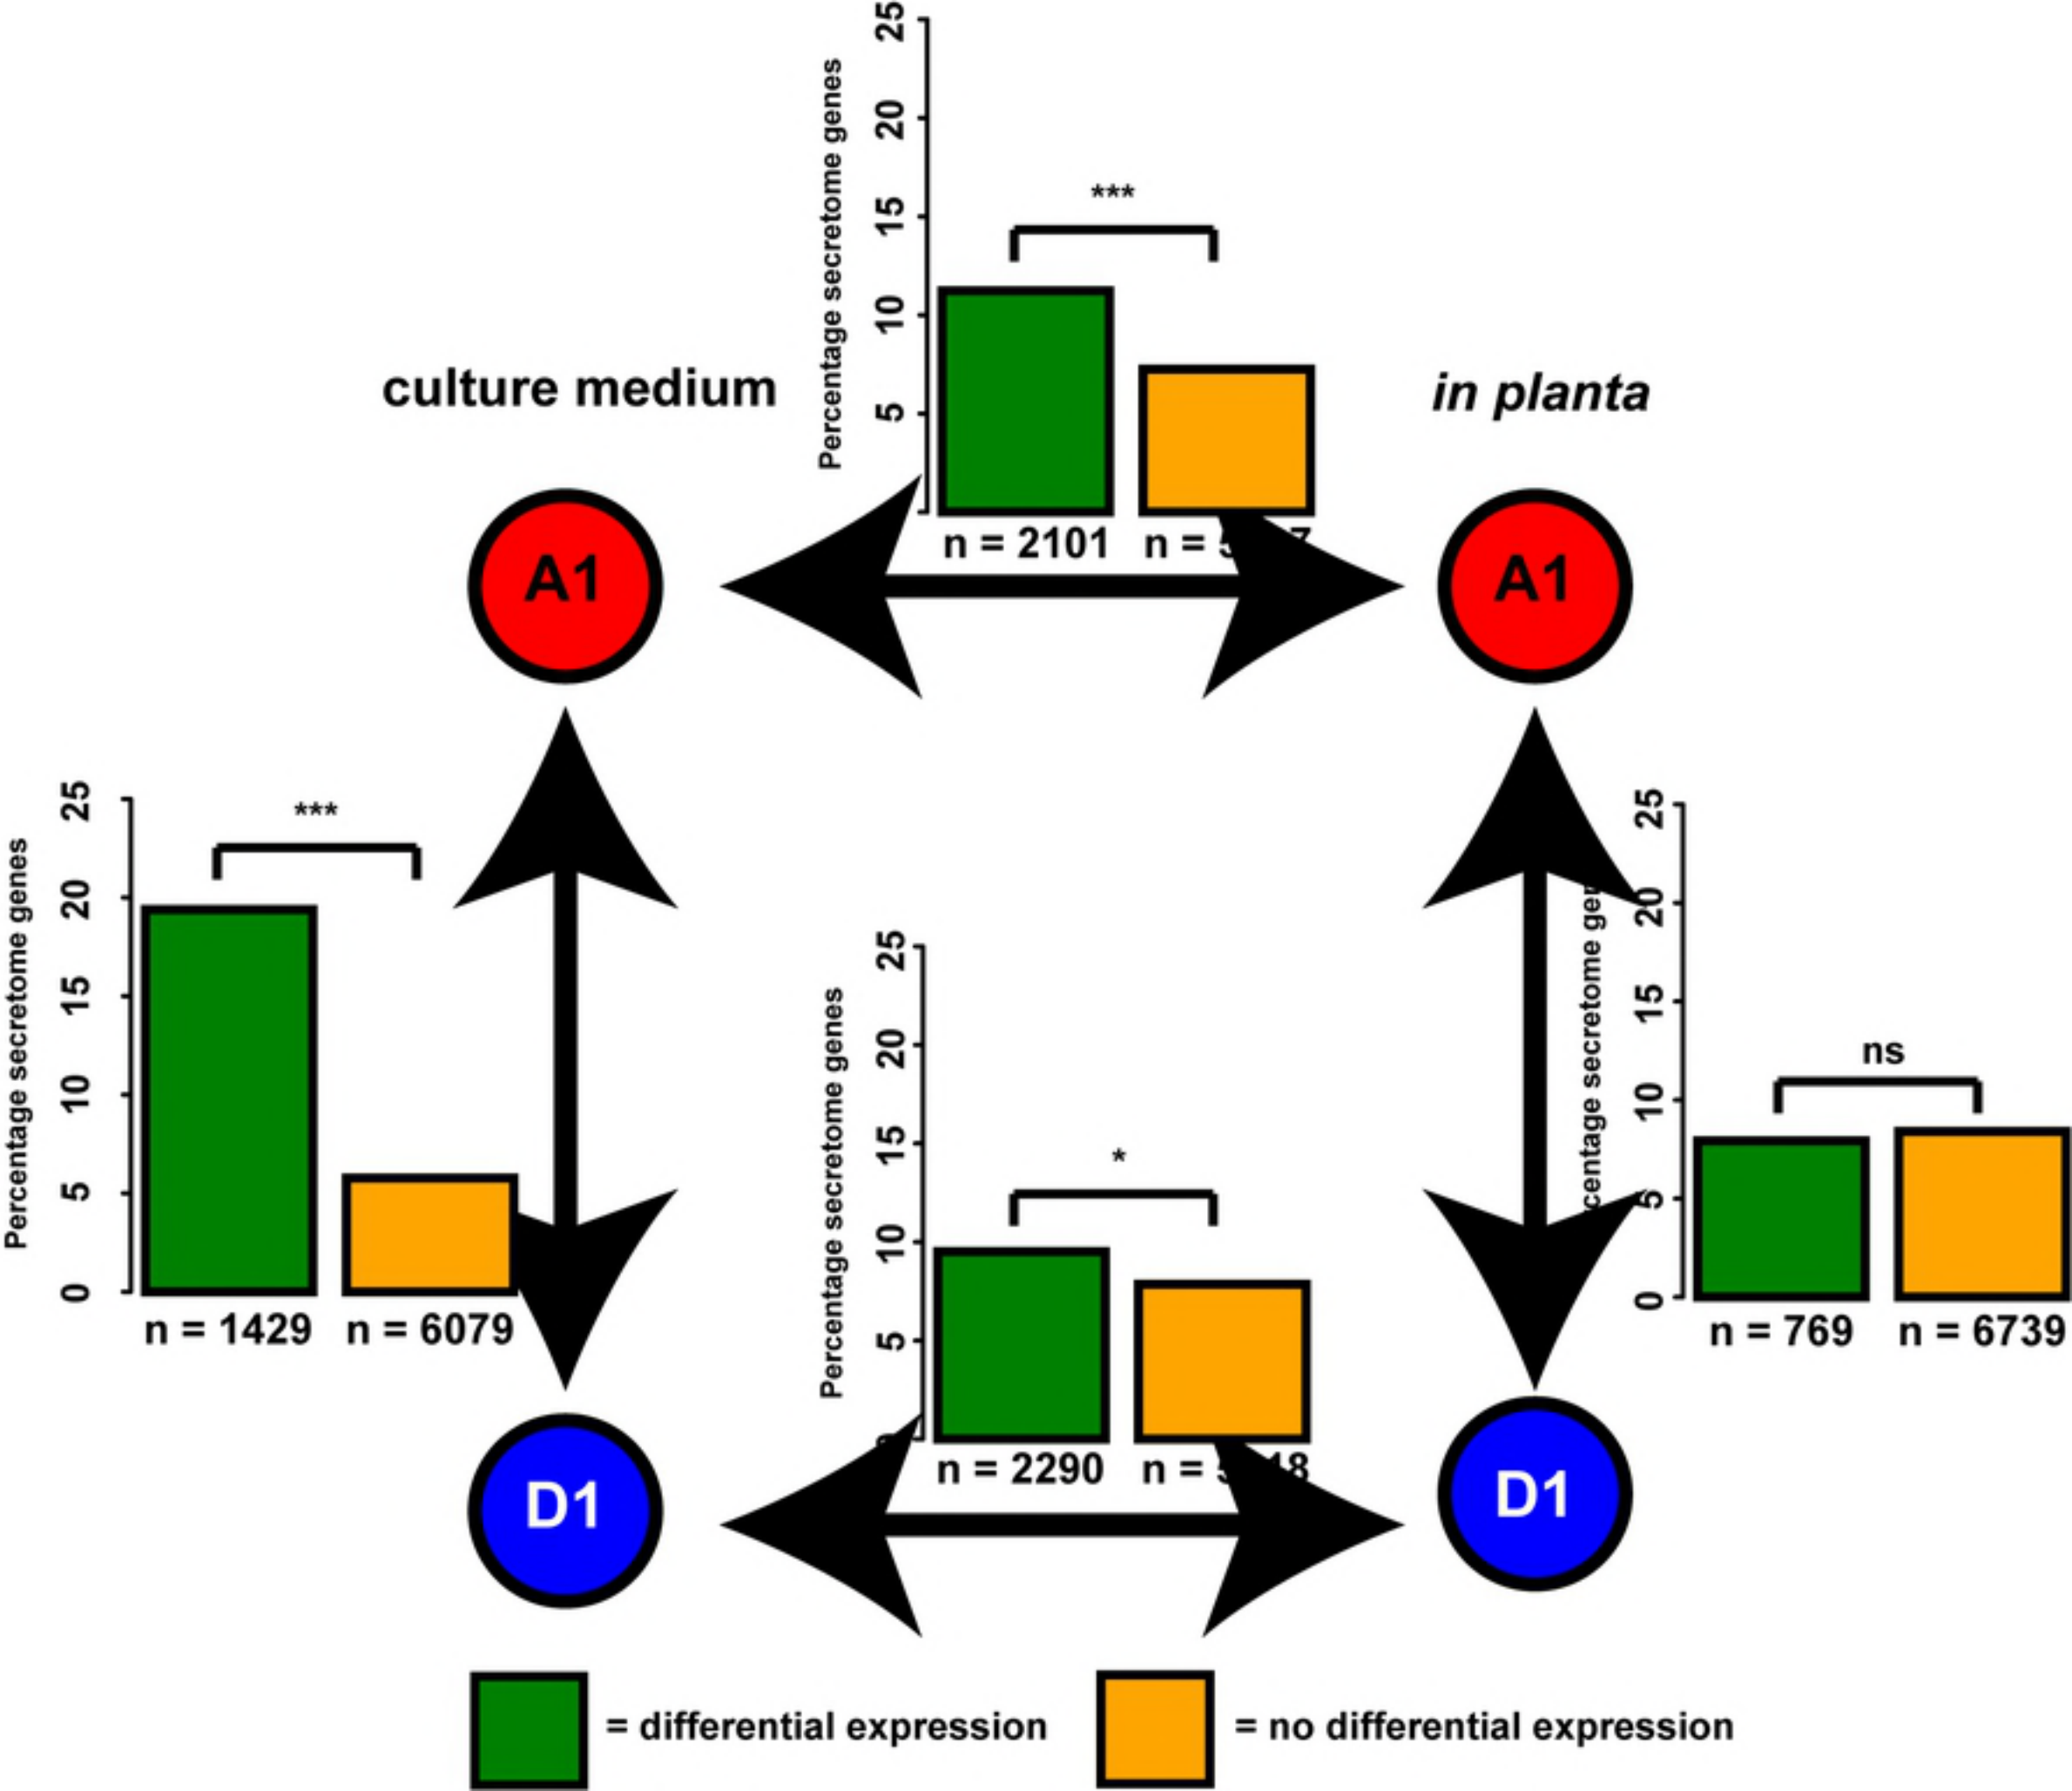 25
20
15
10
5
Percentage secretome genes
***
n = 2101 n =
culture medium
in planta
A1
A1
25
20
15
10
5
0
Percentage secretome genes
***
n = 1429 n = 6079
25
20
15
10
5
Percentage secretome genes
*
n = 2290 n =
25
20
15
10
5
0
secretome
ns
n = 769 n = 6739
D1
D1
= differential expression
= no differential expression